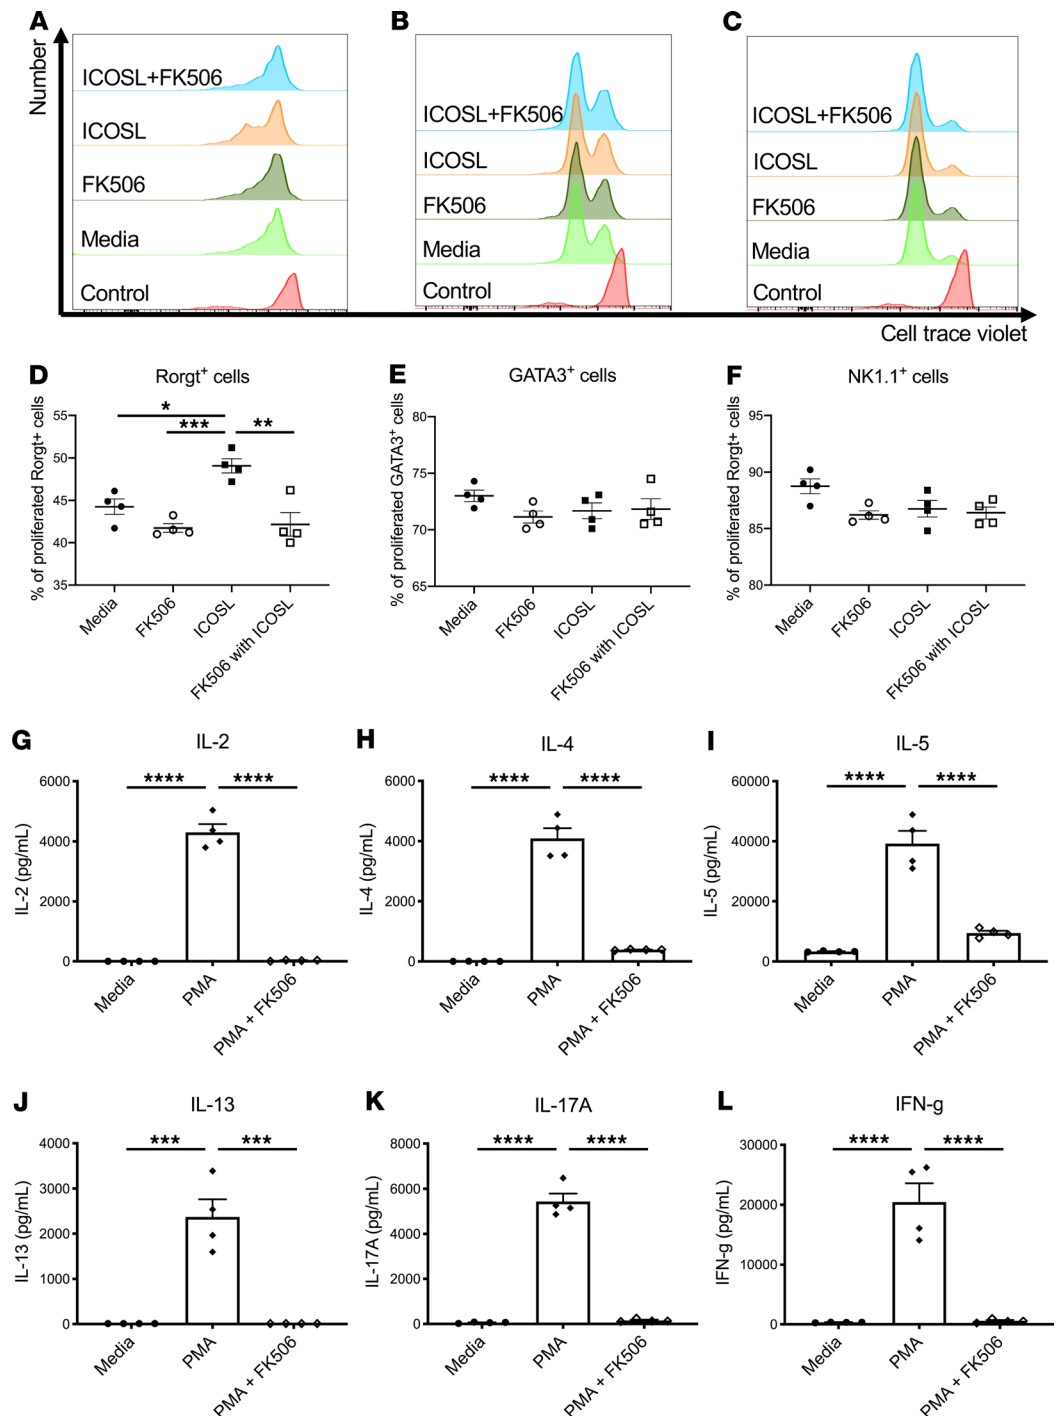 A
B
C
Number
ICOSL+FK506
ICOSL
FK506
Media
Control
ICOSL+FK506
ICOSL
FK506
Media
Control
ICOSL+FK506
ICOSL
FK506
Media
Control
Cell trace violet
D
Rorgt+ cells
% of proliferated Rorgt+ cells
55
50
45
40
35
*
***
**
Media
FK506
ICOSL
FK506 with ICOSL
E
GATA3+ cells
% of proliferated GATA3+ cells
80
75
70
65
Media
FK506
ICOSL
FK506 with ICOSL
F
NK1.1+ cells
% of proliferated Rorgt+ cells
95
90
85
80
Media
FK506
ICOSL
FK506 with ICOSL
G
IL-2
IL-2 (pg/mL)
6000
4000
2000
0
****
****
Media
PMA
PMA + FK506
H
IL-4
IL-4 (pg/mL)
6000
4000
2000
0
****
****
Media
PMA
PMA + FK506
I
IL-5
IL-5 (pg/mL)
60000
40000
20000
0
****
****
Media
PMA
PMA + FK506
J
IL-13
IL-13 (pg/mL)
4000
3000
2000
1000
0
***
***
Media
PMA
PMA + FK506
K
IL-17A
IL-17A (pg/mL)
8000
6000
4000
2000
0
****
****
Media
PMA
PMA + FK506
L
IFN-g
IFN-g (pg/mL)
30000
20000
10000
0
****
****
Media
PMA
PMA + FK506